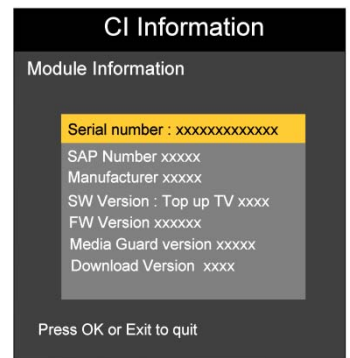 CI Information
Module Information
Serial number : xxxxxxxxxxxxx
SAP Number xxxxx
Manufacturer xxxxx
SW Version : Top up TV xxxx
FW Version xxxxxx
Media Guard version xxxxx
Download Version xxxx
Press OK or Exit to quit